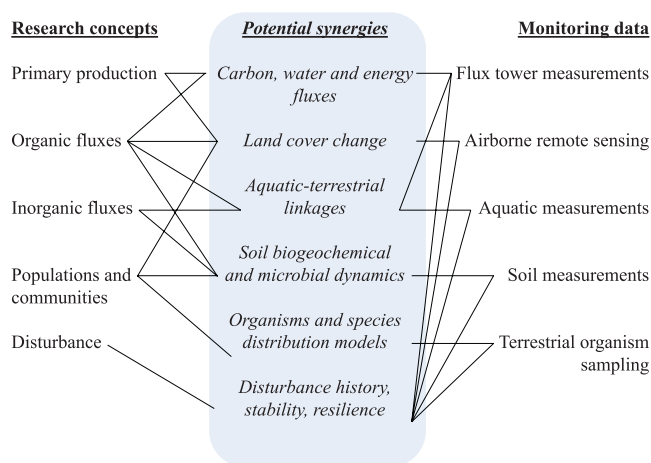 Research concepts
Potential synergies
Monitoring data
Primary production
Carbon, water and energy
fluxes
Flux tower measurements
Organic fluxes
Land cover change
Airborne remote sensing
Inorganic fluxes
Aquatic-terrestrial
linkages
Aquatic measurements
Populations and
communities
Soil biogeochemical
and microbial dynamics
Soil measurements
Disturbance
Organisms and species
distribution models
Terrestrial organism
sampling
Disturbance history,
stability, resilience